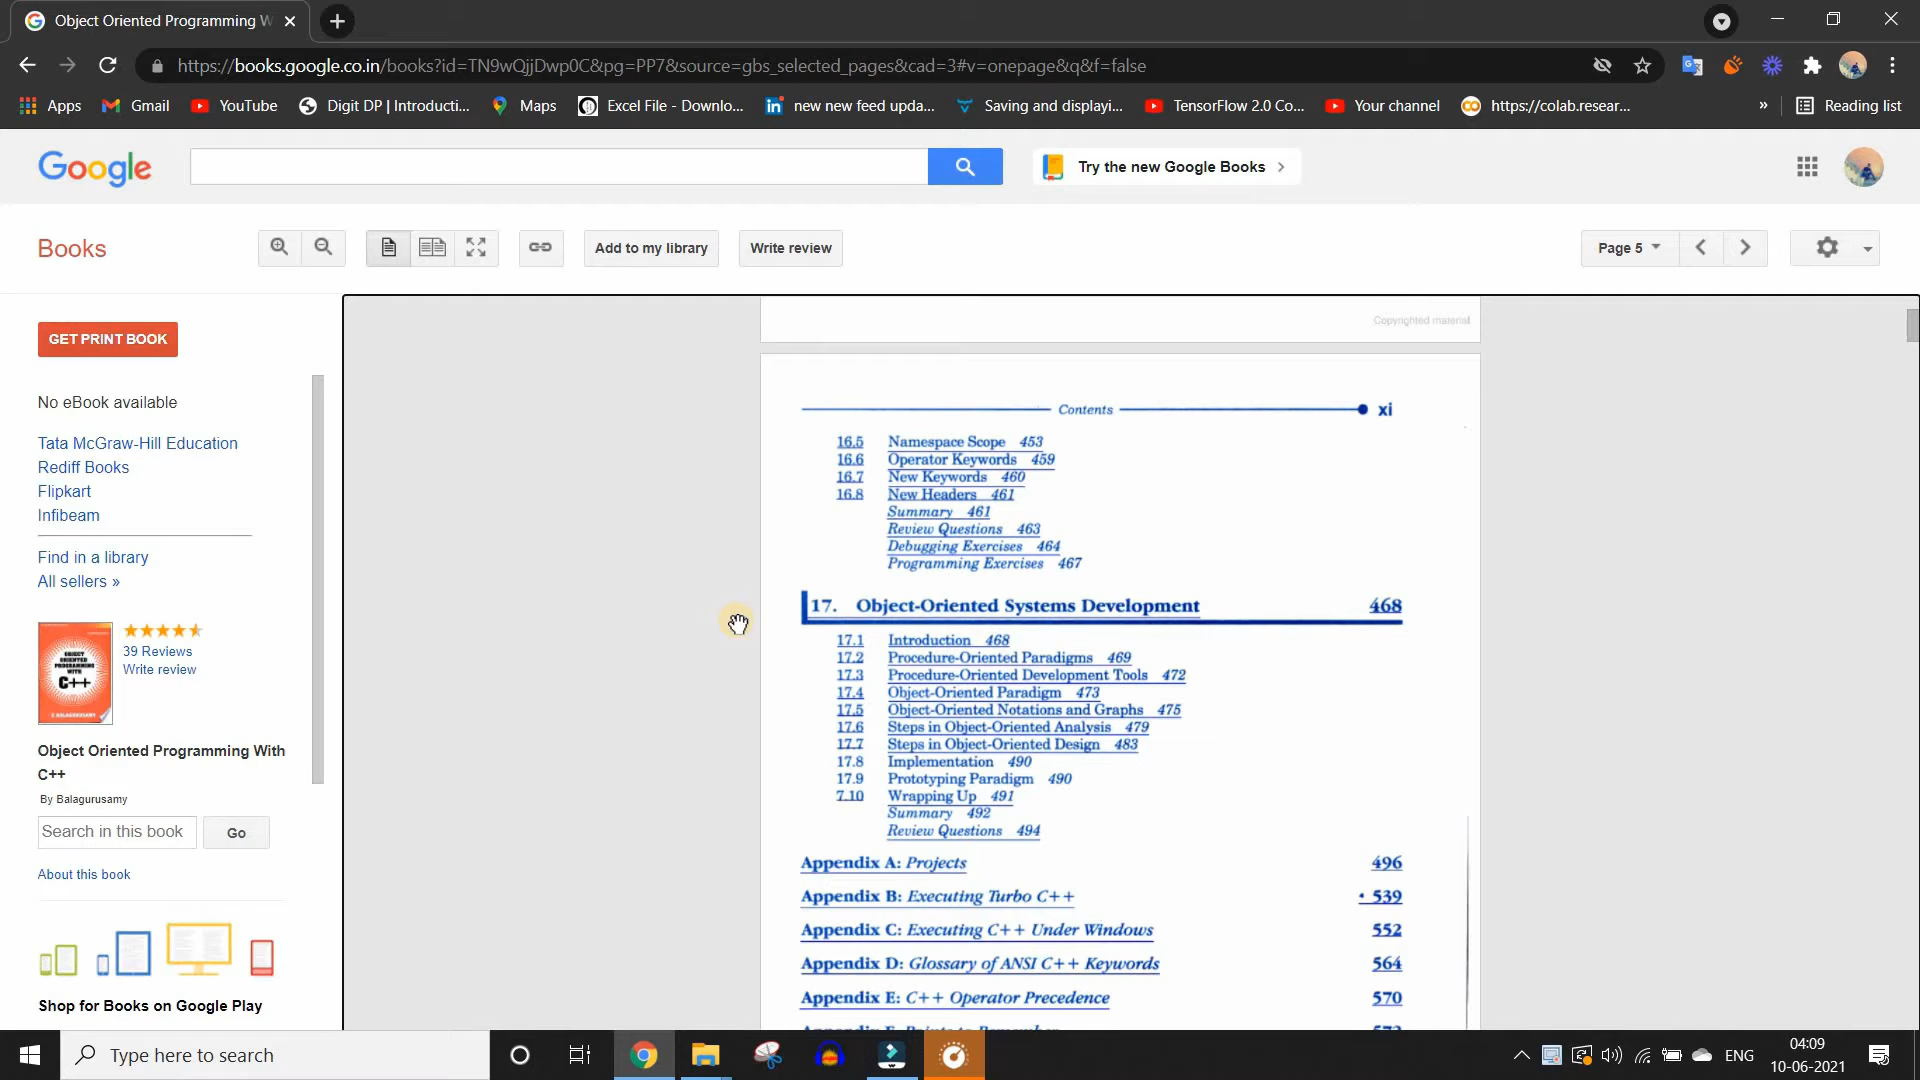 Object Oriented Programming W
https://books.google.co.in/books?id=TN9wQjjDwp0C&pg=PP7&source=gbs_selected_pages&cad=3#v=onepage&q&f=false
Apps Gmail YouTube Digit DP | Introducti... Maps Excel File - Downlo... new new feed upda... Saving and displayi... TensorFlow 2.0 Co... Your channel https://colab.resear... » Reading list
Google Try the new Google Books
Books Add to my library Write review Page 5
GET PRINT BOOK
No eBook available
Tata McGraw-Hill Education
Rediff Books
Flipkart
Infibeam
Find in a library
All sellers »
39 Reviews
Write review
OBJECT
ORIENTED
PROGRAMMING
WITH
C++
E BALAGURUSAMY
Object Oriented Programming With
C++
By Balagurusamy
Search in this book Go
About this book
Shop for Books on Google Play
Copyrighted material
Contents xi
16.5 Namespace Scope 453
16.6 Operator Keywords 459
16.7 New Keywords 460
16.8 New Headers 461
Summary 461
Review Questions 463
Debugging Exercises 464
Programming Exercises 467
17. Object-Oriented Systems Development 468
17.1 Introduction 468
17.2 Procedure-Oriented Paradigms 469
17.3 Procedure-Oriented Development Tools 472
17.4 Object-Oriented Paradigm 473
17.5 Object-Oriented Notations and Graphs 475
17.6 Steps in Object-Oriented Analysis 479
17.7 Steps in Object-Oriented Design 483
17.8 Implementation 490
17.9 Prototyping Paradigm 490
7.10 Wrapping Up 491
Summary 492
Review Questions 494
Appendix A: Projects 496
Appendix B: Executing Turbo C++ 539
Appendix C: Executing C++ Under Windows 552
Appendix D: Glossary of ANSI C++ Keywords 564
Appendix E: C++ Operator Precedence 570
Type here to search
ENG
04:09
10-06-2021